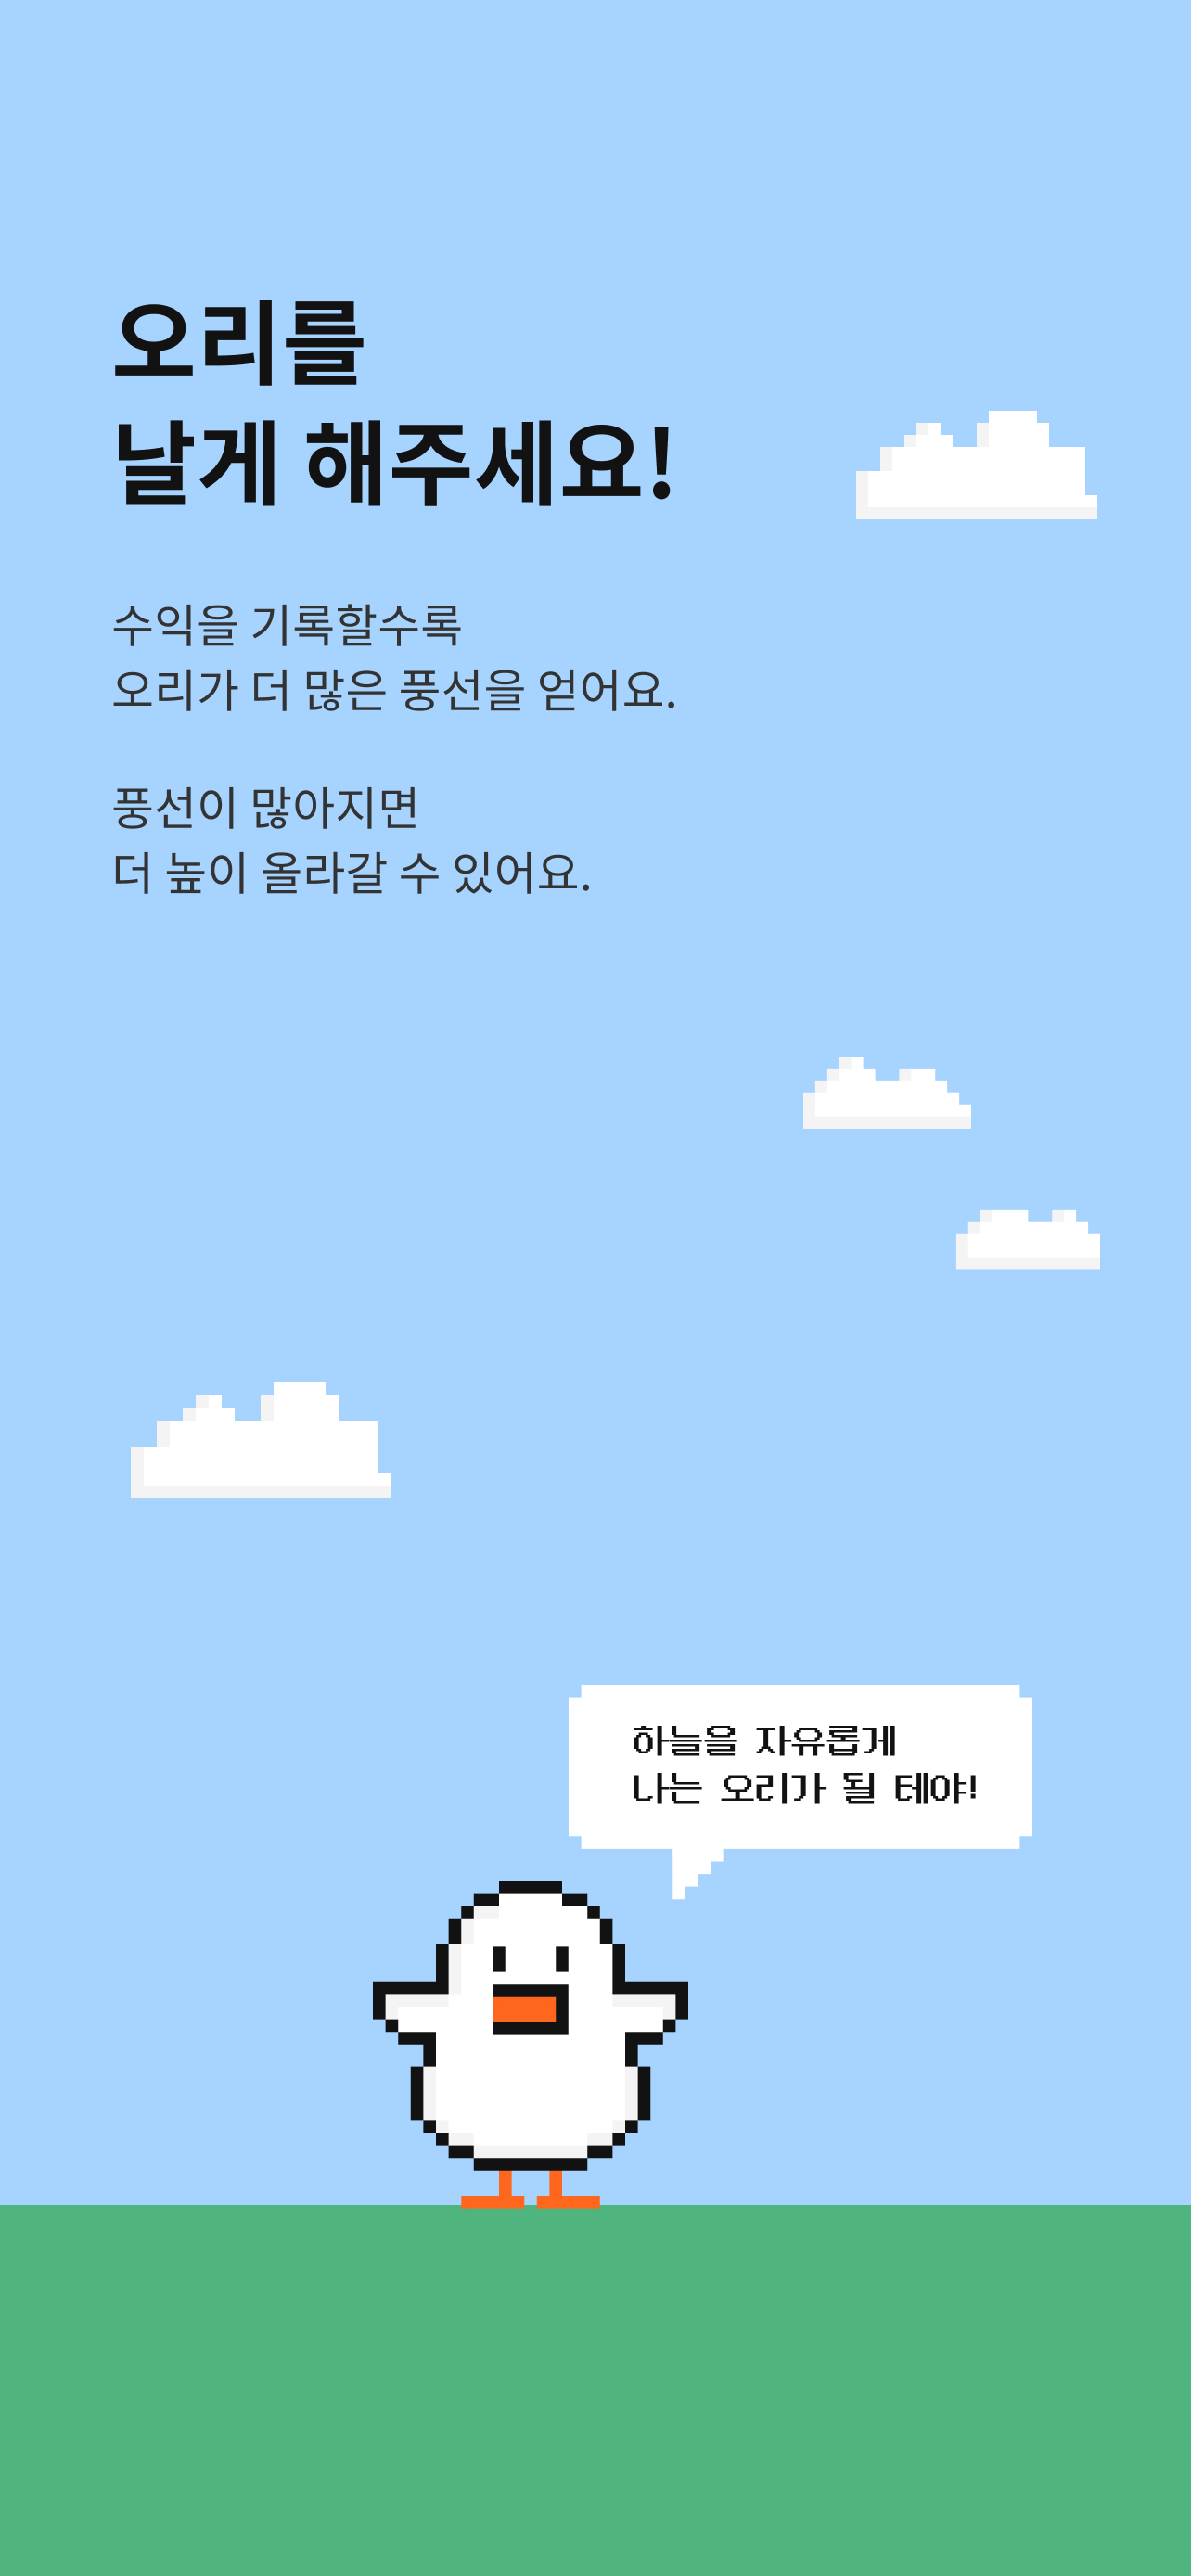 오리를
날게 해주세요!
수익을 기록할수록
오리가 더 많은 풍선을 얻어요.
풍선이 많아지면
더 높이 올라갈 수 있어요.
하늘을 자유롭게
나는 오리가 될 테야!